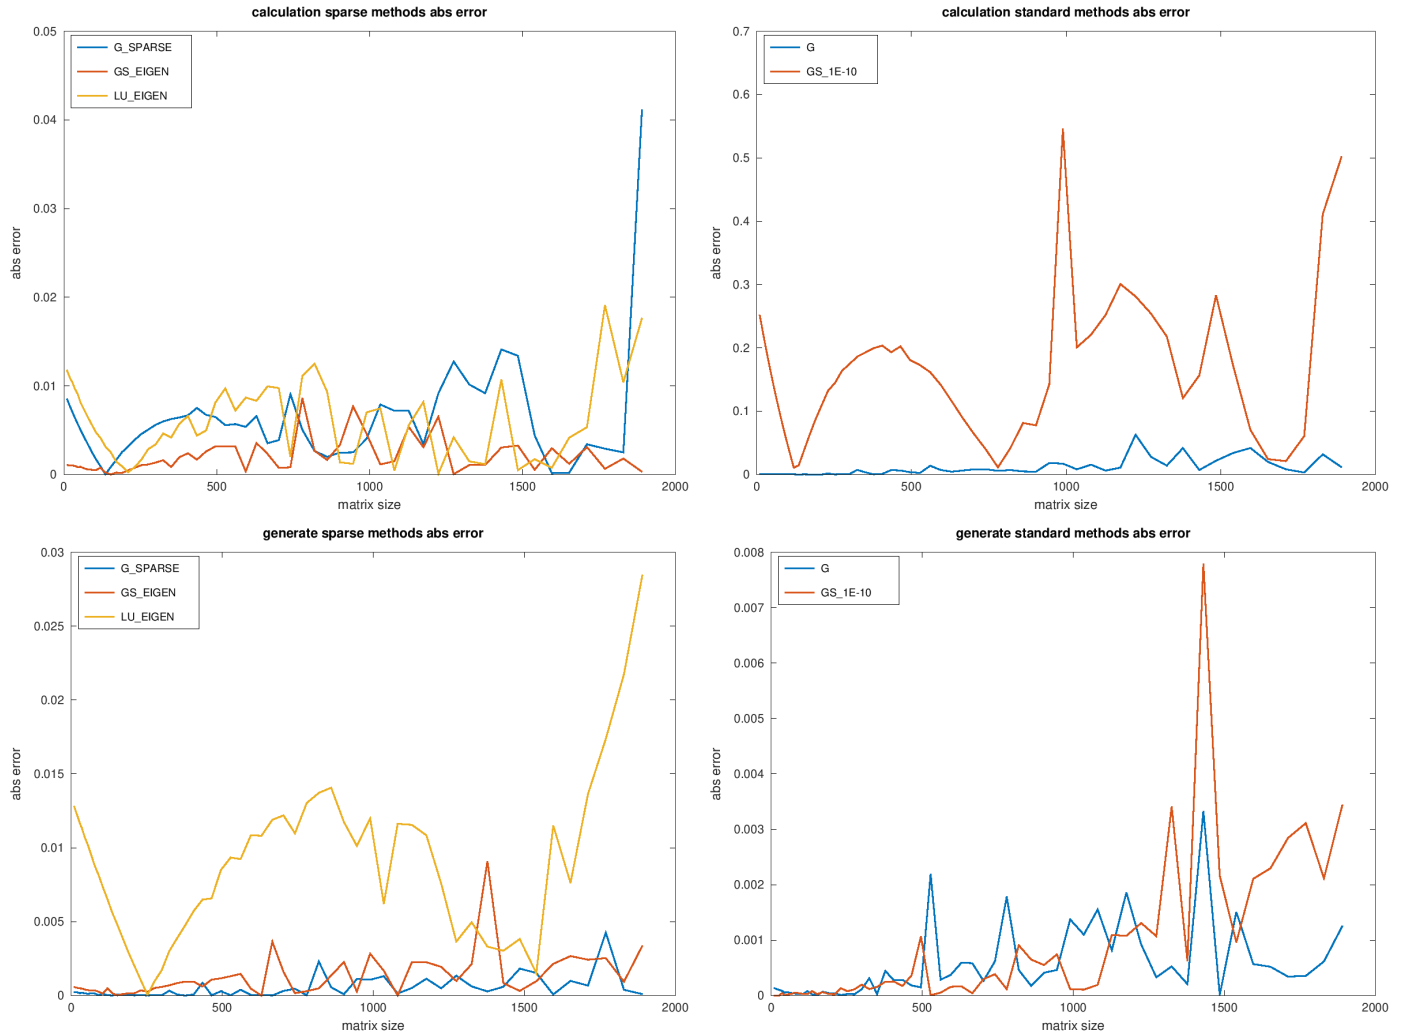 calculation sparse methods abs error
0.05
0.04
0.03
0.02
0.01
0
abs error
G_SPARSE
GS_EIGEN
LU_EIGEN
0 500 1000 1500 2000
matrix size
calculation standard methods abs error
0.7
0.6
0.5
0.4
0.3
0.2
0.1
0
abs error
G
GS_1E-10
0 500 1000 1500 2000
matrix size
generate sparse methods abs error
0.03
0.025
0.02
0.015
0.01
0.005
0
abs error
G_SPARSE
GS_EIGEN
LU_EIGEN
0 500 1000 1500 2000
matrix size
generate standard methods abs error
0.008
0.007
0.006
0.005
0.004
0.003
0.002
0.001
0
abs error
G
GS_1E-10
0 500 1000 1500 2000
matrix size